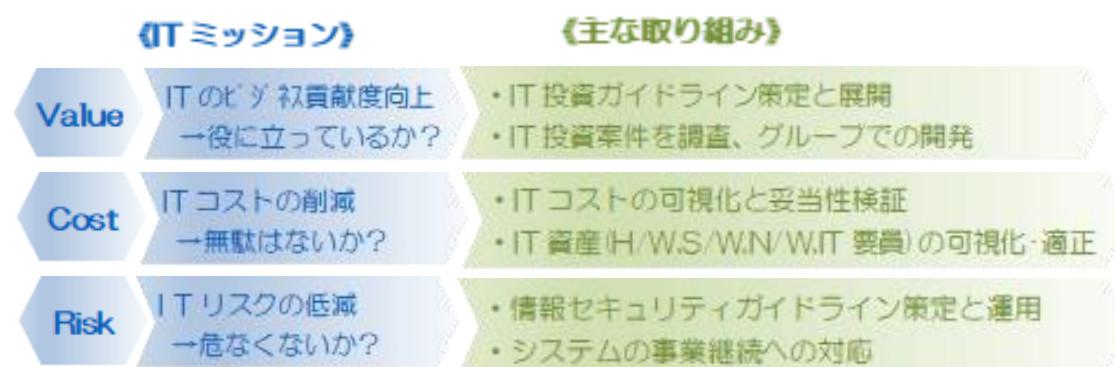 《ITミッション》
《主な取り組み》
Value
ITのビジネス貢献度向上
→役に立っているか？
・IT投資ガイドライン策定と展開
・IT投資案件を調査、グループでの開発
Cost
ITコストの削減
→無駄はないか？
・ITコストの可視化と妥当性検証
・IT資産(H/W.S/W.N/W.IT要員)の可視化・適正
Risk
ITリスクの低減
→危なくないか？
・情報セキュリティガイドライン策定と運用
・システムの事業継続への対応